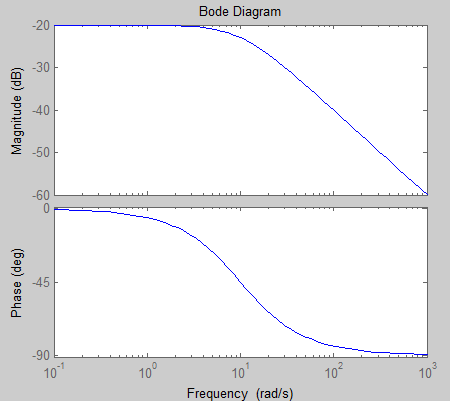 Bode Diagram
Magnitude (dB)
-20
-30
-40
-50
-60
Phase (deg)
0
-45
-90
10^-1 10^0 10^1 10^2 10^3
Frequency (rad/s)